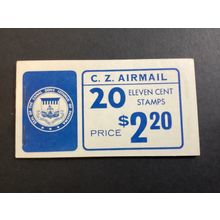 C. Z. AIRMAIL
20 ELEVEN CENT
STAMPS
PRICE $2.20